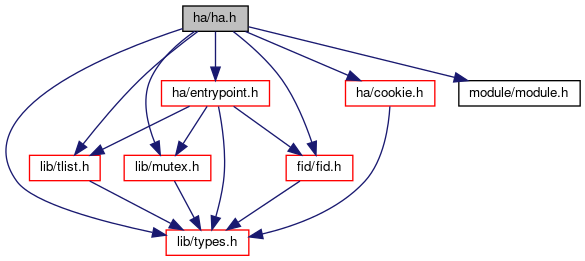 ha/ha.h
ha/entrypoint.h
ha/cookie.h
module/module.h
lib/tlist.h
lib/mutex.h
fid/fid.h
lib/types.h